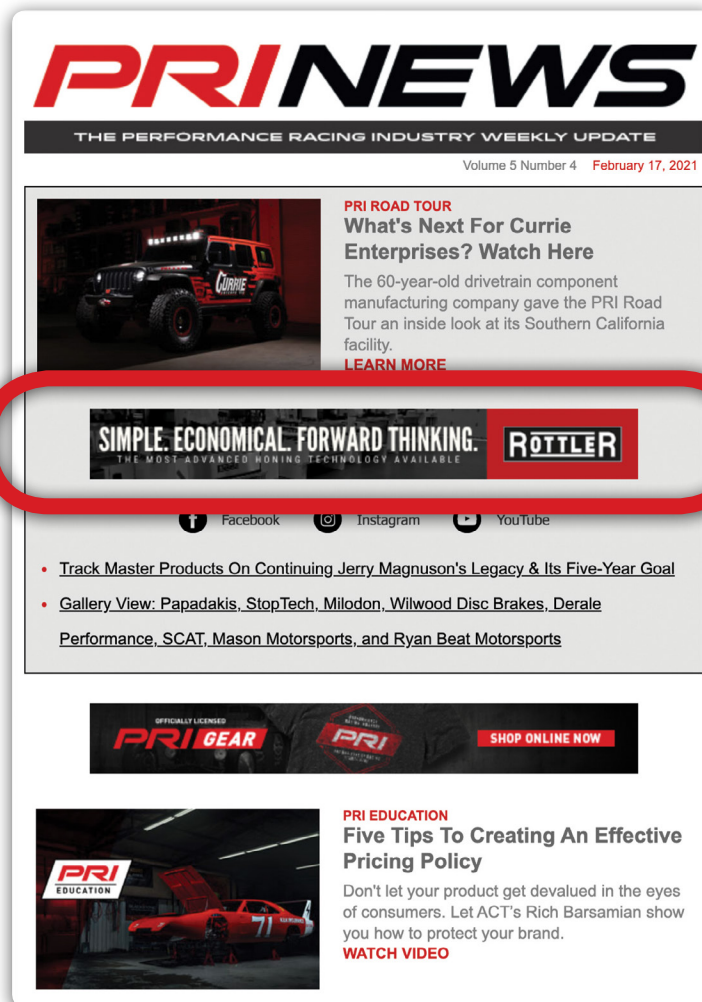 PRINEWS
THE PERFORMANCE RACING INDUSTRY WEEKLY UPDATE
Volume 5 Number 4 February 17, 2021
CURRIE
PRI ROAD TOUR
What's Next For Currie
Enterprises? Watch Here
The 60-year-old drivetrain component
manufacturing company gave the PRI Road
Tour an inside look at its Southern California
facility.
LEARN MORE
SIMPLE. ECONOMICAL. FORWARD THINKING.
THE MOST ADVANCED HONING TECHNOLOGY AVAILABLE
ROTTLER
Facebook Instagram YouTube
• Track Master Products On Continuing Jerry Magnuson's Legacy & Its Five-Year Goal
• Gallery View: Papadakis, StopTech, Milodon, Wilwood Disc Brakes, Derale
Performance, SCAT, Mason Motorsports, and Ryan Beat Motorsports
OFFICIALLY LICENSED
PRI GEAR
PRI
SHOP ONLINE NOW
PRI
EDUCATION
71
PRI EDUCATION
Five Tips To Creating An Effective
Pricing Policy
Don't let your product get devalued in the eyes
of consumers. Let ACT's Rich Barsamian show
you how to protect your brand.
WATCH VIDEO